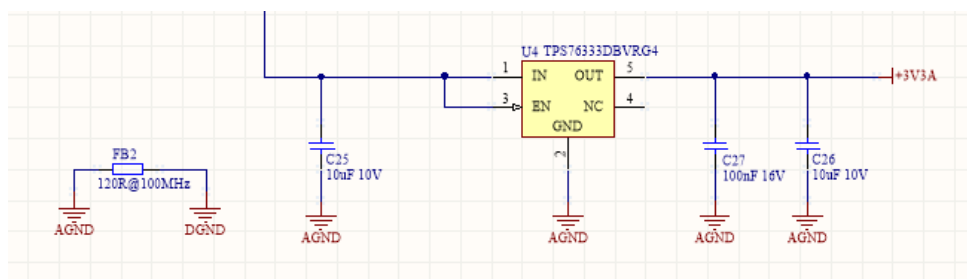 U4 TPS76333DBVRG4
1 IN OUT 5
+3V3A
3 EN NC 4
GND
2
FB2
120R@100MHz
AGND
DGND
C25
10uF 10V
AGND
AGND
C27
100nF 16V
AGND
C26
10uF 10V
AGND